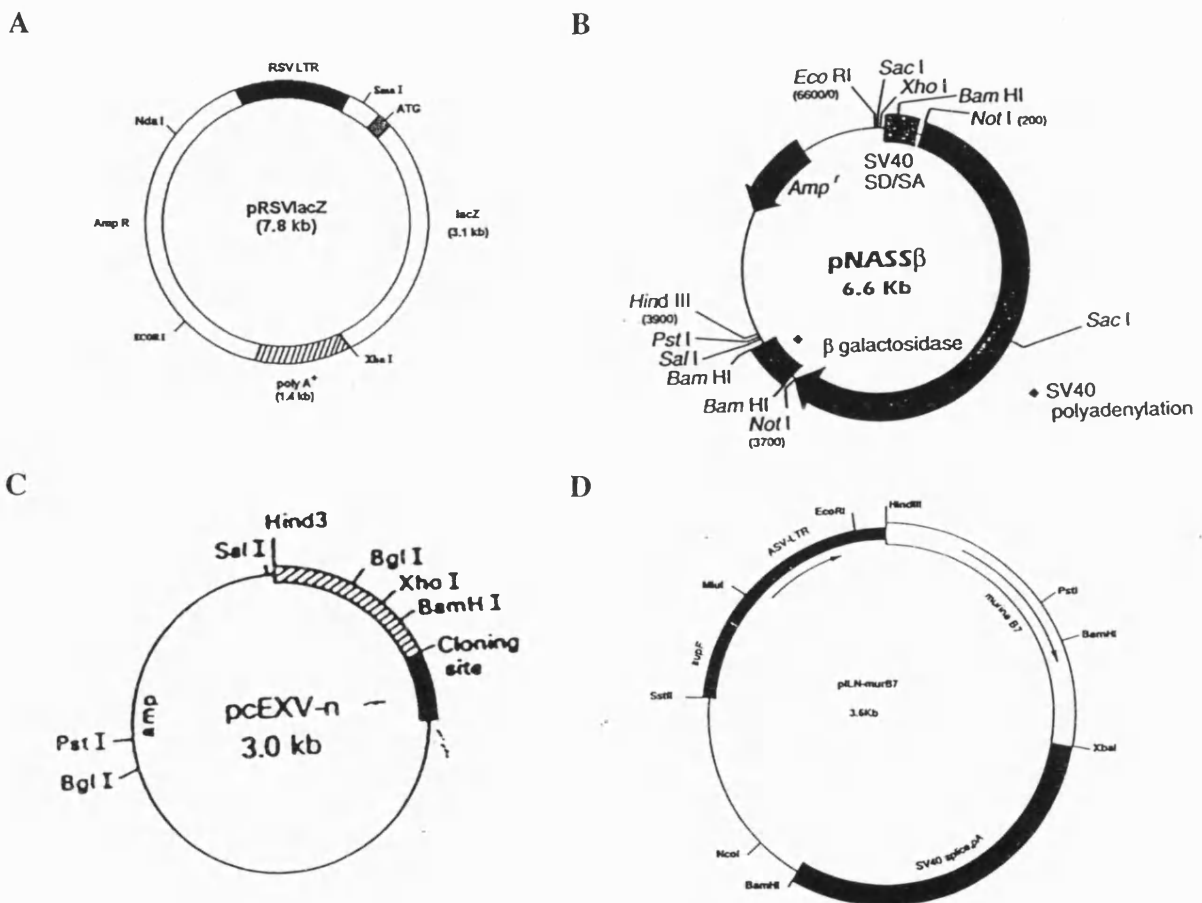 A
RSV LTR
Sma I
ATG
Nda I
pRSVlacZ
(7.8 kb)
Amp R
lacZ
(3.1 kb)
ECOR I
Xho I
poly A+
(1.4 kb)
B
Eco RI
(6600/0)
Sac I
Xho I
Bam HI
Not I (200)
SV40
SD/SA
Amp r
pNASSβ
6.6 Kb
Hind III
(3900)
Pst I
Sal I
Bam HI
β galactosidase
Sac I
Bam HI
Not I
(3700)
◆ SV40
polyadenylation
C
Hind3
Sal I
Bgl I
Xho I
BamH I
Cloning
site
amp
pcEXV-n
3.0 kb
Pst I
Bgl I
D
HindIII
EcoRI
ASV-LTR
MluI
supF
SstII
murine B7
PstI
BamHI
pILN-murB7
3.6Kb
XbaI
SV40 splice,pA
NcoI
BamHI